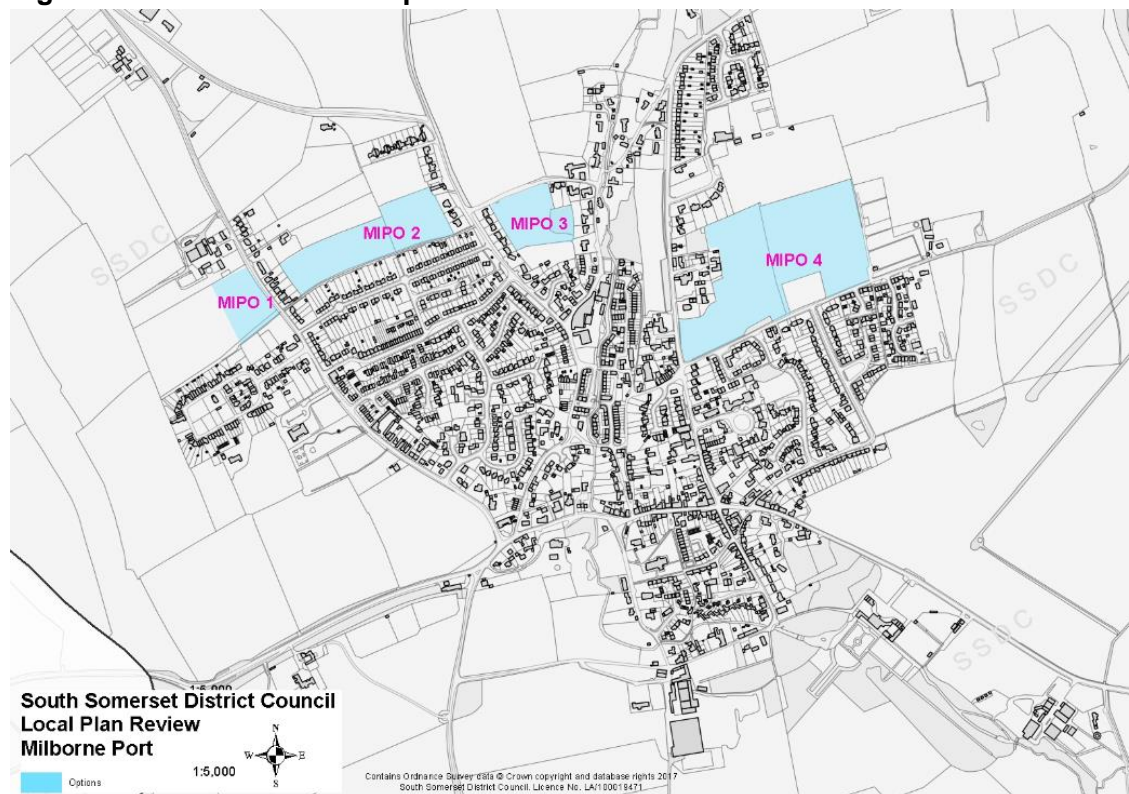 SSDC
MIPO 3
MIPO 2
MIPO 4
MIPO 1
SSDC
SSDC
South Somerset District Council
Local Plan Review
Milborne Port
N
W E
S
1:5,000
Options
Contains Ordnance Survey data © Crown copyright and database rights 2017
South Somerset District Council. Licence No. LA/100019471